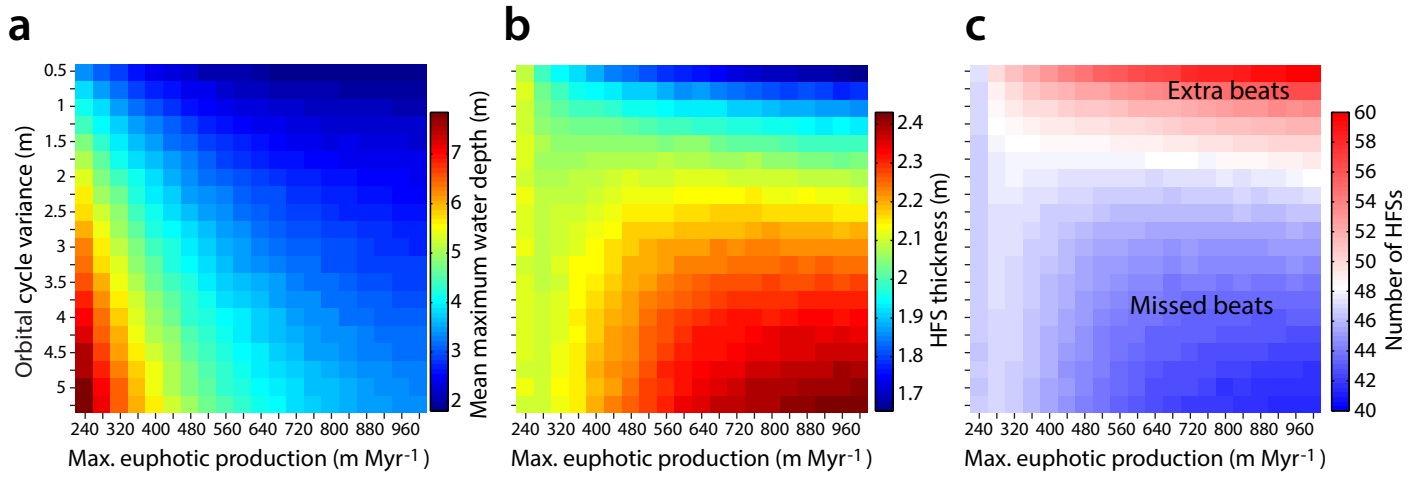 a
b
c
Orbital cycle variance (m)
0.5
1
1.5
2
2.5
3
3.5
4
4.5
5
240 320 400 480 560 640 720 800 880 960
Max. euphotic production (m Myr-1)
7
6
5
4
3
2
Mean maximum water depth (m)
240 320 400 480 560 640 720 800 880 960
Max. euphotic production (m Myr-1)
2.4
2.3
2.2
2.1
2
1.9
1.8
1.7
HFS thickness (m)
Extra beats
Missed beats
240 320 400 480 560 640 720 800 880 960
Max. euphotic production (m Myr-1)
60
58
56
54
52
50
48
46
44
42
40
Number of HFSs